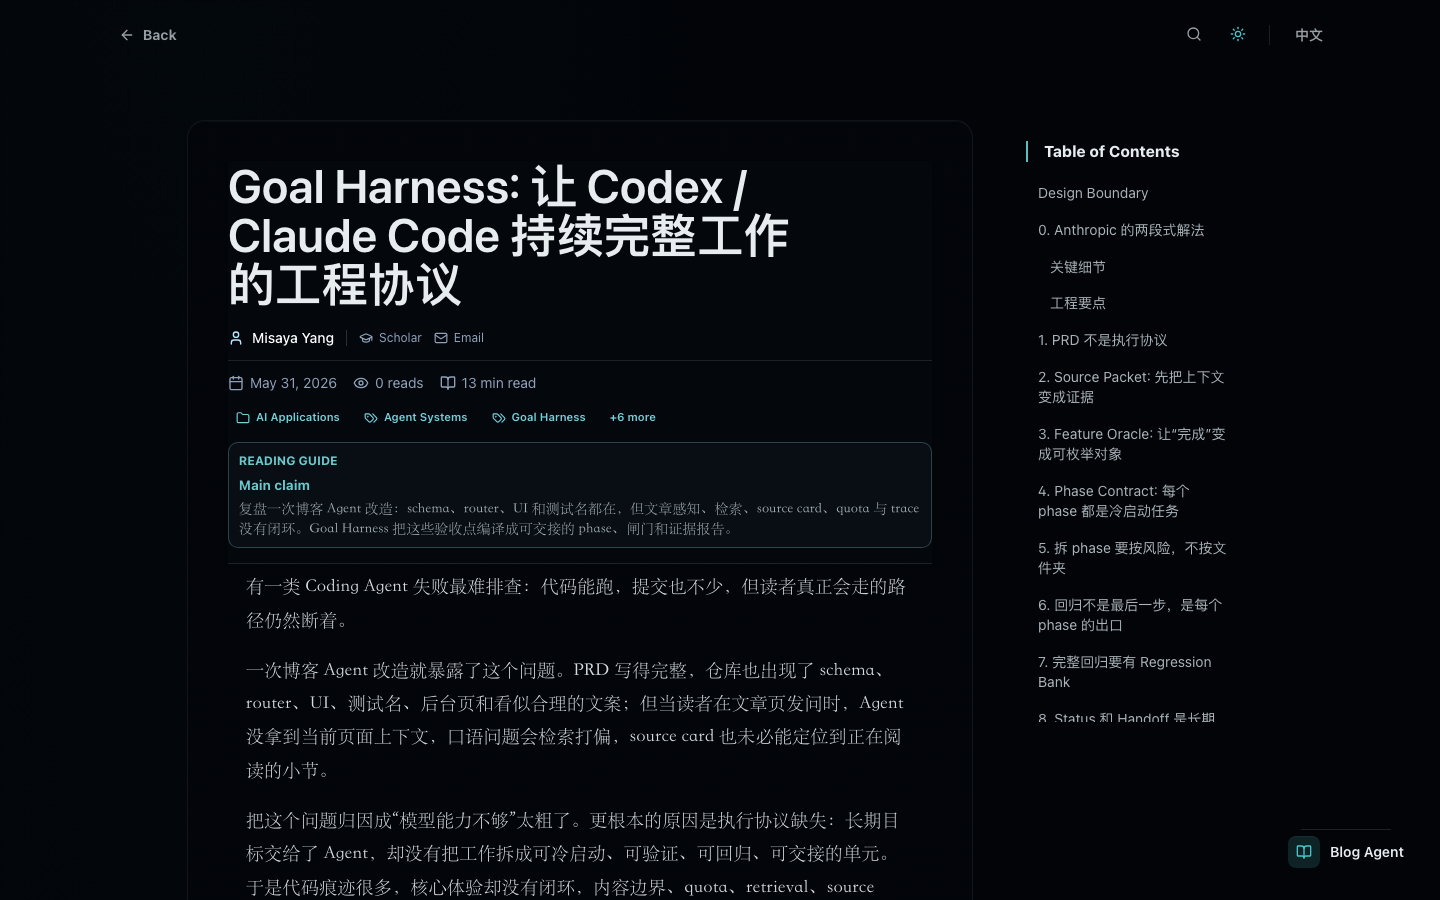 Back
中文
Goal Harness: 让 Codex /
Claude Code 持续完整工作
的工程协议
Misaya Yang
Scholar
Email
May 31, 2026
0 reads
13 min read
AI Applications
Agent Systems
Goal Harness
+6 more
READING GUIDE
Main claim
复盘一次博客 Agent 改造：schema、router、UI 和测试名都在，但文章感知、检索、source card、quota 与 trace
没有闭环。Goal Harness 把这些验收点编译成可交接的 phase、闸门和证据报告。
有一类 Coding Agent 失败最难排查：代码能跑，提交也不少，但读者真正会走的路
径仍然断着。
一次博客 Agent 改造就暴露了这个问题。PRD 写得完整，仓库也出现了 schema、
router、UI、测试名、后台页和看似合理的文案；但当读者在文章页发问时，Agent
没拿到当前页面上下文，口语问题会检索打偏，source card 也未必能定位到正在阅
读的小节。
把这个问题归因成“模型能力不够”太粗了。更根本的原因是执行协议缺失：长期目
标交给了 Agent，却没有把工作拆成可冷启动、可验证、可回归、可交接的单元。
于是代码痕迹很多，核心体验却没有闭环，内容边界、quota、retrieval、source
Table of Contents
Design Boundary
0. Anthropic 的两段式解法
关键细节
工程要点
1. PRD 不是执行协议
2. Source Packet: 先把上下文
变成证据
3. Feature Oracle: 让“完成”变
成可枚举对象
4. Phase Contract: 每个
phase 都是冷启动任务
5. 拆 phase 要按风险，不按文
件夹
6. 回归不是最后一步，是每个
phase 的出口
7. 完整回归要有 Regression
Bank
8. Status 和 Handoff 是长期
Blog Agent